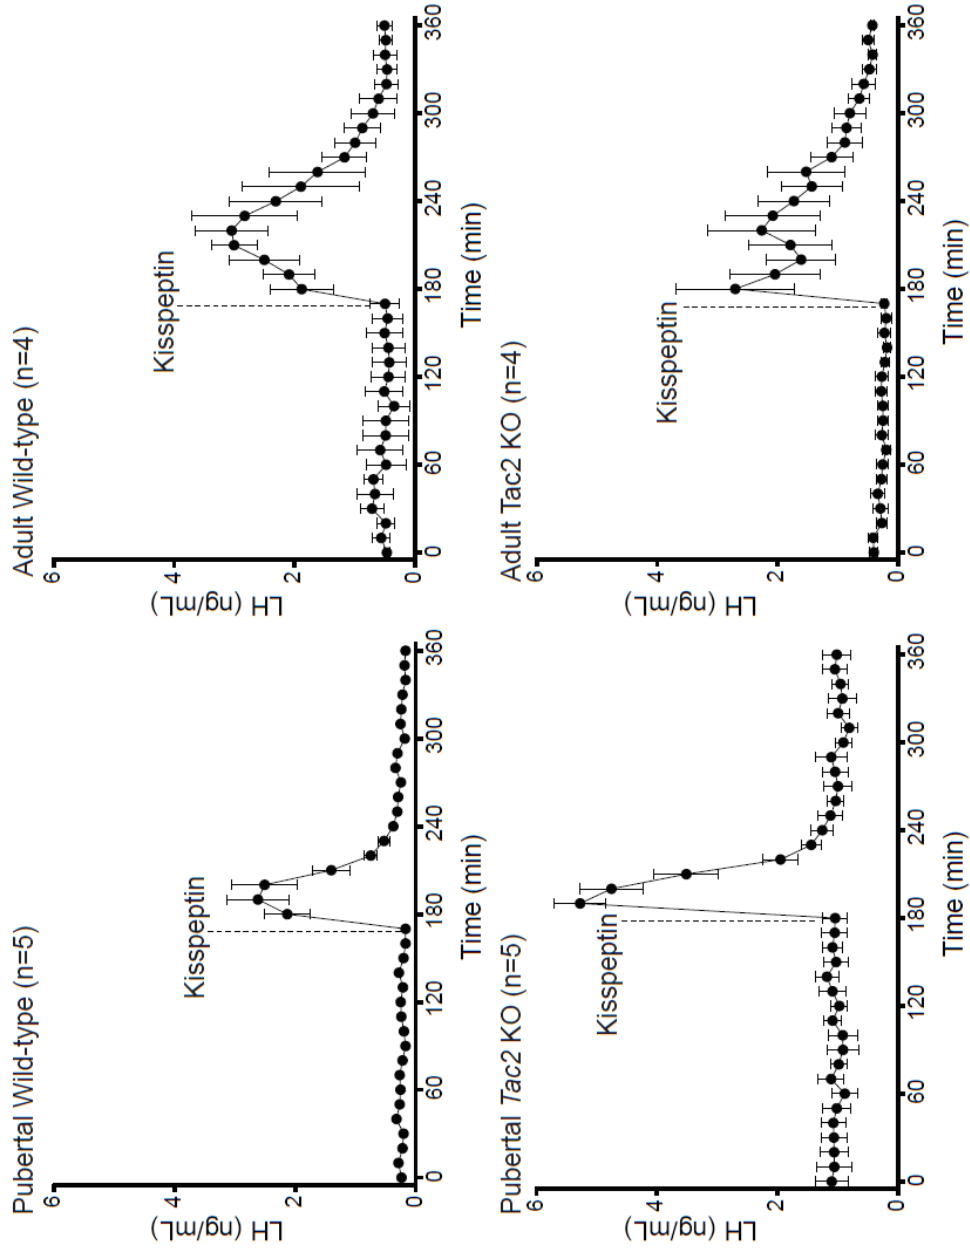 Pubertal Wild-type (n=5)
6
4
2
0
LH (ng/mL)
Kisspeptin
0 60 120 180 240 300 360
Time (min)
Adult Wild-type (n=4)
6
4
2
0
LH (ng/mL)
Kisspeptin
0 60 120 180 240 300 360
Time (min)
Pubertal Tac2 KO (n=5)
6
4
2
0
LH (ng/mL)
Kisspeptin
0 60 120 180 240 300 360
Time (min)
Adult Tac2 KO (n=4)
6
4
2
0
LH (ng/mL)
Kisspeptin
0 60 120 180 240 300 360
Time (min)